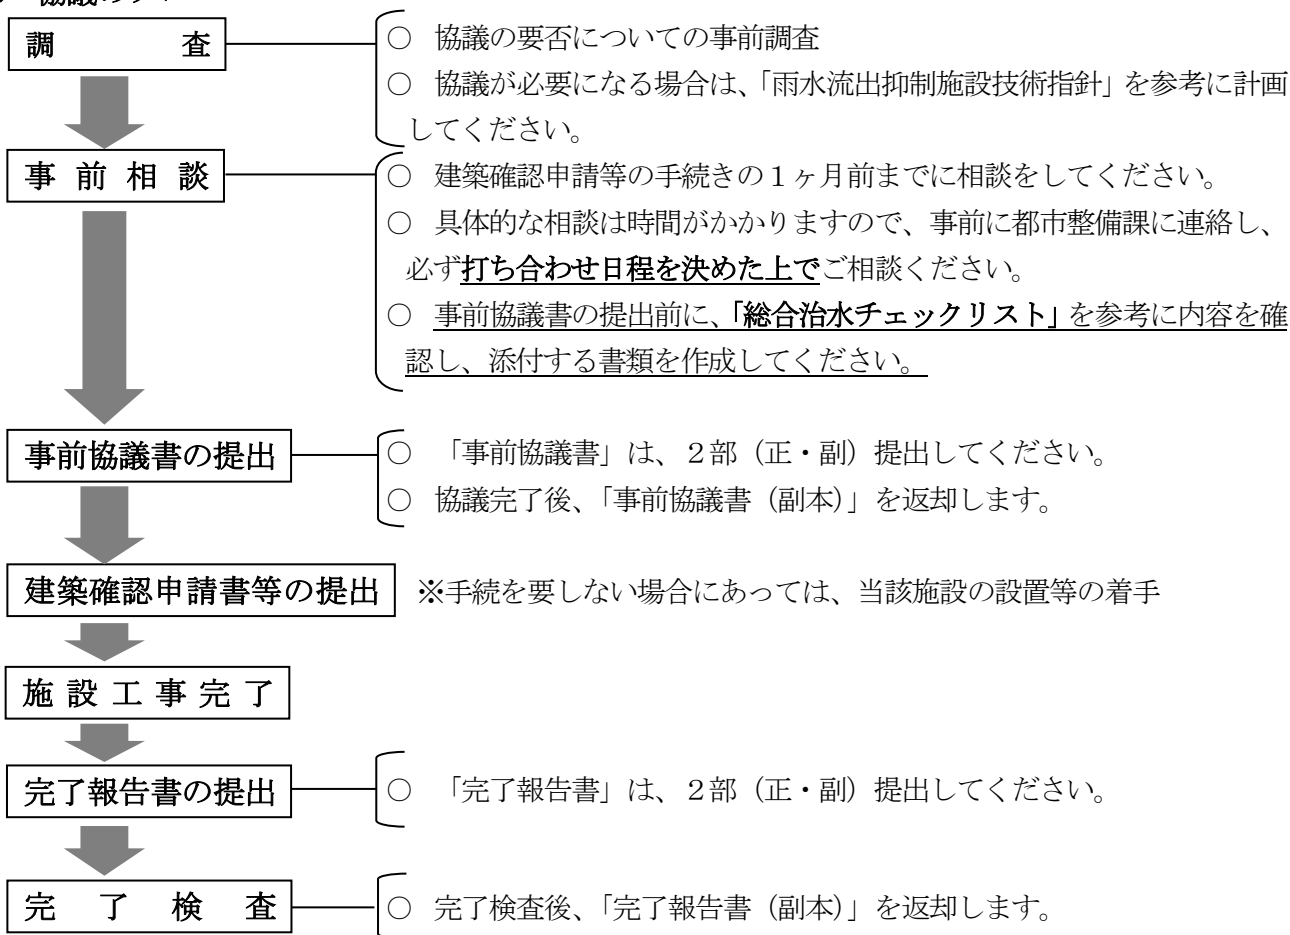 調査
○ 協議の要否についての事前調査
○ 協議が必要になる場合は、「雨水流出抑制施設技術指針」を参考に計画
してください。
事前相談
○ 建築確認申請等の手続きの１ヶ月前までに相談をしてください。
○ 具体的な相談は時間がかかりますので、事前に都市整備課に連絡し、
必ず打ち合わせ日程を決めた上でご相談ください。
○ 事前協議書の提出前に、「総合治水チェックリスト」を参考に内容を確
認し、添付する書類を作成してください。
事前協議書の提出
○ 「事前協議書」は、２部（正・副）提出してください。
○ 協議完了後、「事前協議書（副本）」を返却します。
建築確認申請書等の提出 ※手続を要しない場合にあっては、当該施設の設置等の着手
施設工事完了
完了報告書の提出
○ 「完了報告書」は、２部（正・副）提出してください。
完了検査
○ 完了検査後、「完了報告書（副本）」を返却します。